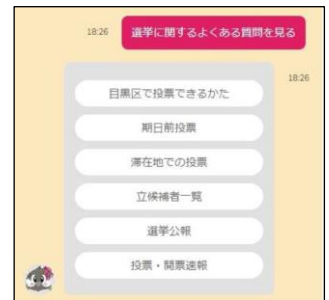 18:26
選挙に関するよくある質問を見る
18:26
目黒区で投票できるかた
期日前投票
滞在地での投票
立候補者一覧
選挙公報
投票・開票速報